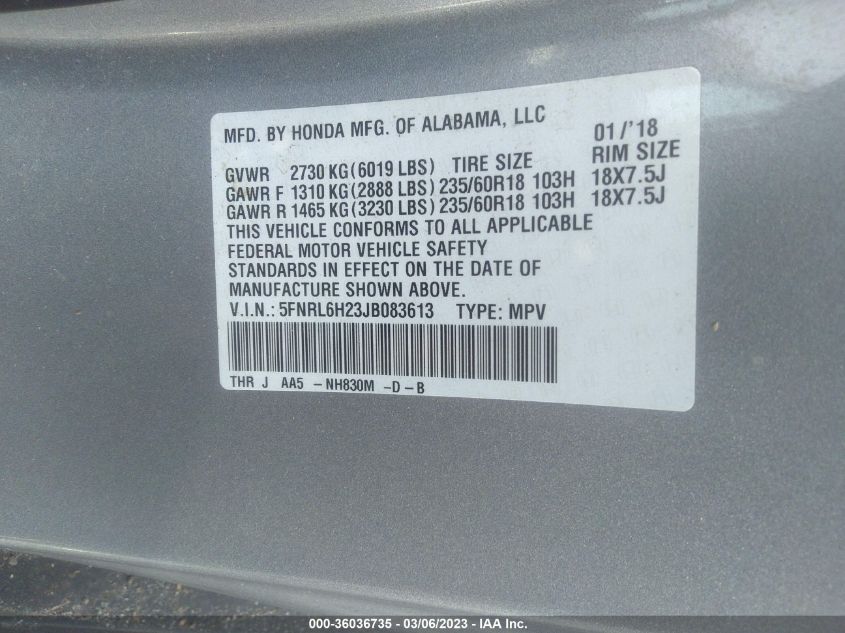 MFD. BY HONDA MFG. OF ALABAMA, LLC 01/'18
GVWR 2730 KG(6019 LBS) TIRE SIZE RIM SIZE
GAWR F 1310 KG(2888 LBS) 235/60R18 103H 18X7.5J
GAWR R 1465 KG(3230 LBS) 235/60R18 103H 18X7.5J
THIS VEHICLE CONFORMS TO ALL APPLICABLE
FEDERAL MOTOR VEHICLE SAFETY
STANDARDS IN EFFECT ON THE DATE OF
MANUFACTURE SHOWN ABOVE.
V.I.N.: 5FNRL6H23JB083613 TYPE: MPV
THR J AA5 - NH830M -D-B
000-36036735 - 03/06/2023 - IAA Inc.